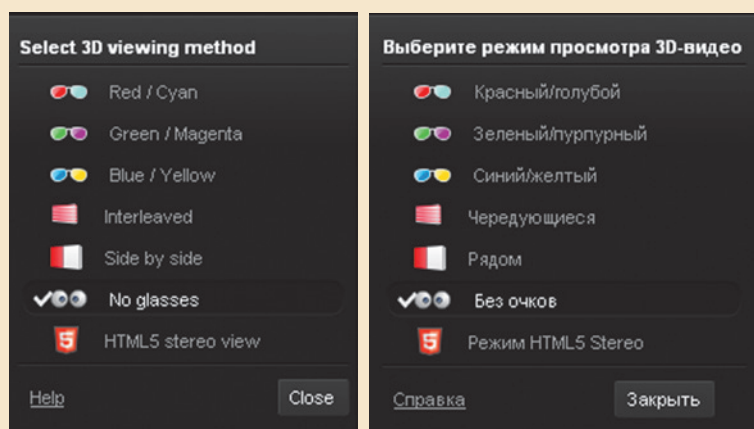 Select 3D viewing method
Red / Cyan
Green / Magenta
Blue / Yellow
Interleaved
Side by side
No glasses
HTML5 stereo view
Help
Close
Выберите режим просмотра 3D-видео
Красный/голубой
Зеленый/пурпурный
Синий/желтый
Чередующиеся
Рядом
Без очков
Режим HTML5 Stereo
Справка
Закрыть